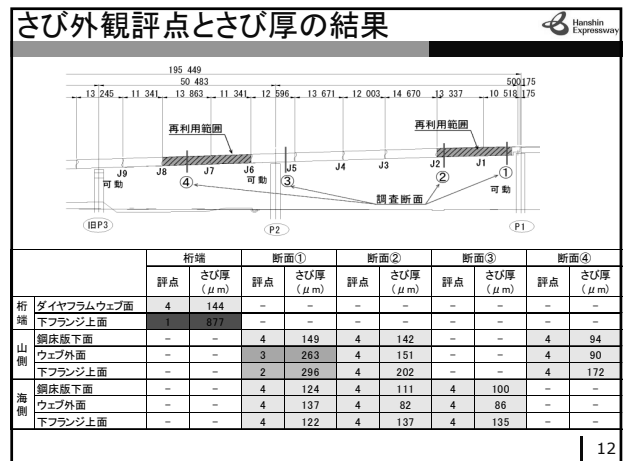 さび外観評点とさび厚の結果
Hanshin Expressway
195 449
50 483
500 175
13 245 11 341 13 863 11 341 12 596 13 671 12 003 14 670 13 337 10 518 175
再利用範囲 再利用範囲
J9 J8 J7 J6 J5 J4 J3 J2 J1
可動 ④ 可動 ③ ② ① 可動
調査断面
旧P3 P2 P1
桁端 断面① 断面② 断面③ 断面④
評点 さび厚(μm) 評点 さび厚(μm) 評点 さび厚(μm) 評点 さび厚(μm) 評点 さび厚(μm)
桁端 ダイヤフラムウェブ面 4 144 − − − − − − − −
下フランジ上面 1 877 − − − − − − − −
山側 鋼床版下面 − − 4 149 4 142 − − 4 94
ウェブ外面 − − 3 263 4 151 − − 4 90
下フランジ上面 − − 2 296 4 202 − − 4 172
海側 鋼床版下面 − − 4 124 4 111 4 100 − −
ウェブ外面 − − 4 137 4 82 4 86 − −
下フランジ上面 − − 4 122 4 137 4 135 − −
12